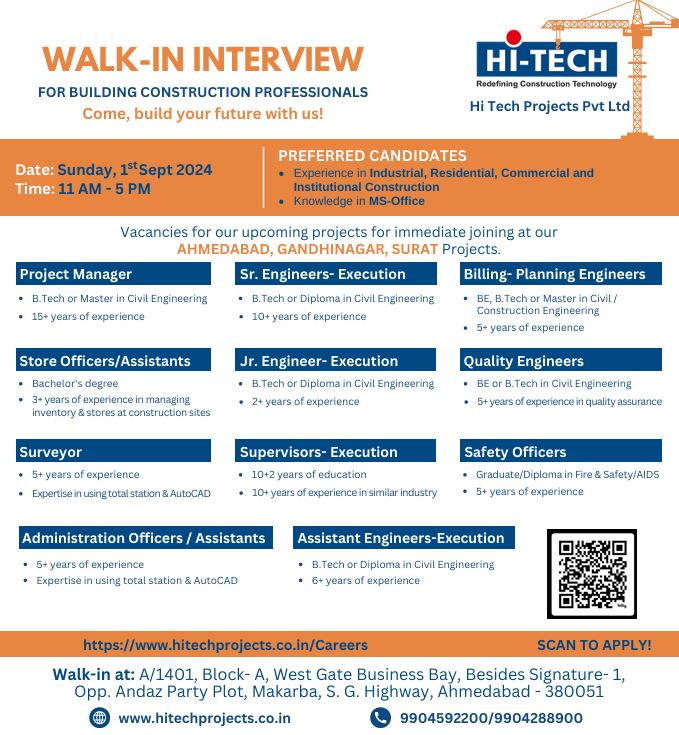 WALK-IN INTERVIEW
FOR BUILDING CONSTRUCTION PROFESSIONALS
Come, build your future with us!
Hi-TECH
Redefining Construction Technology
Hi Tech Projects Pvt Ltd
Date: Sunday, 1st Sept 2024
Time: 11 AM - 5 PM
PREFERRED CANDIDATES
• Experience in Industrial, Residential, Commercial and
Institutional Construction
• Knowledge in MS-Office
Vacancies for our upcoming projects for immediate joining at our
AHMEDABAD, GANDHINAGAR, SURAT Projects.
Project Manager
• B.Tech or Master in Civil Engineering
• 15+ years of experience
Sr. Engineers- Execution
• B.Tech or Diploma in Civil Engineering
• 10+ years of experience
Billing- Planning Engineers
• BE, B.Tech or Master in Civil /
Construction Engineering
• 5+ years of experience
Store Officers/Assistants
• Bachelor's degree
• 3+ years of experience in managing
inventory & stores at construction sites
Jr. Engineer- Execution
• B.Tech or Diploma in Civil Engineering
• 2+ years of experience
Quality Engineers
• BE or B.Tech in Civil Engineering
• 5+ years of experience in quality assurance
Surveyor
• 5+ years of experience
• Expertise in using total station & AutoCAD
Supervisors- Execution
• 10+2 years of education
• 10+ years of experience in similar industry
Safety Officers
• Graduate/Diploma in Fire & Safety/AIDS
• 5+ years of experience
Administration Officers / Assistants
• 5+ years of experience
• Expertise in using total station & AutoCAD
Assistant Engineers-Execution
• B.Tech or Diploma in Civil Engineering
• 6+ years of experience
https://www.hitechprojects.co.in/Careers
SCAN TO APPLY!
Walk-in at: A/1401, Block- A, West Gate Business Bay, Besides Signature- 1,
Opp. Andaz Party Plot, Makarba, S. G. Highway, Ahmedabad - 380051
www.hitechprojects.co.in
9904592200/9904288900